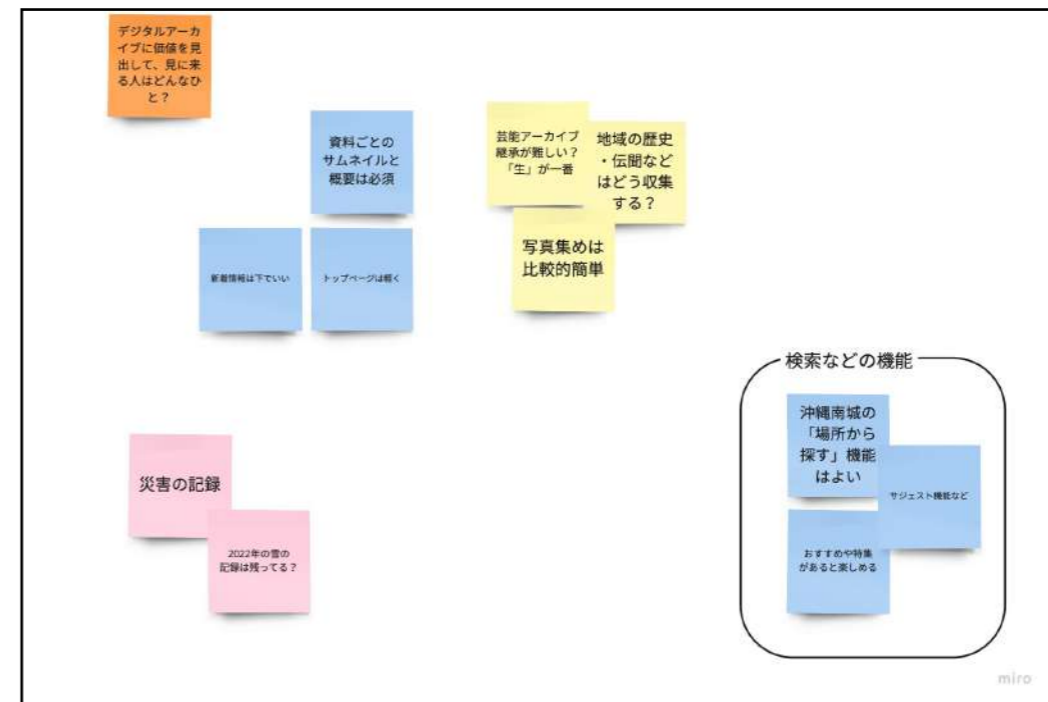 デジタルアーカ
イブに価値を見
出して、見に来
る人はどんなひ
と？
資料ごとの
サムネイルと
概要は必須
新着情報は下でいい
トップページは軽く
芸能アーカイブ
継承が難しい？
「生」が一番
地域の歴史
・伝聞など
はどう収集
する？
写真集めは
比較的簡単
災害の記録
2022年の雪の
記録は残ってる？
検索などの機能
沖縄南城の
「場所から
探す」機能
はよい
サジェスト機能など
おすすめや特集
があると楽しめる
miro